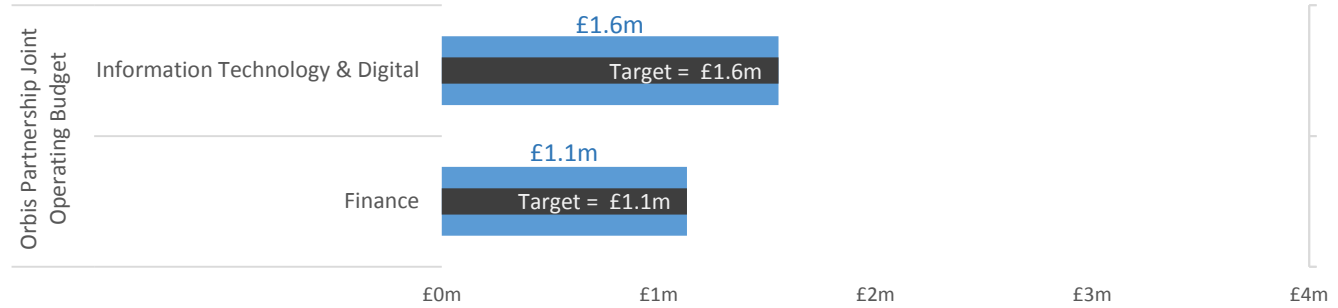 Orbis Partnership Joint
Operating Budget
£1.6m
Information Technology & Digital
Target = £1.6m
£1.1m
Finance
Target = £1.1m
£0m £1m £2m £3m £4m